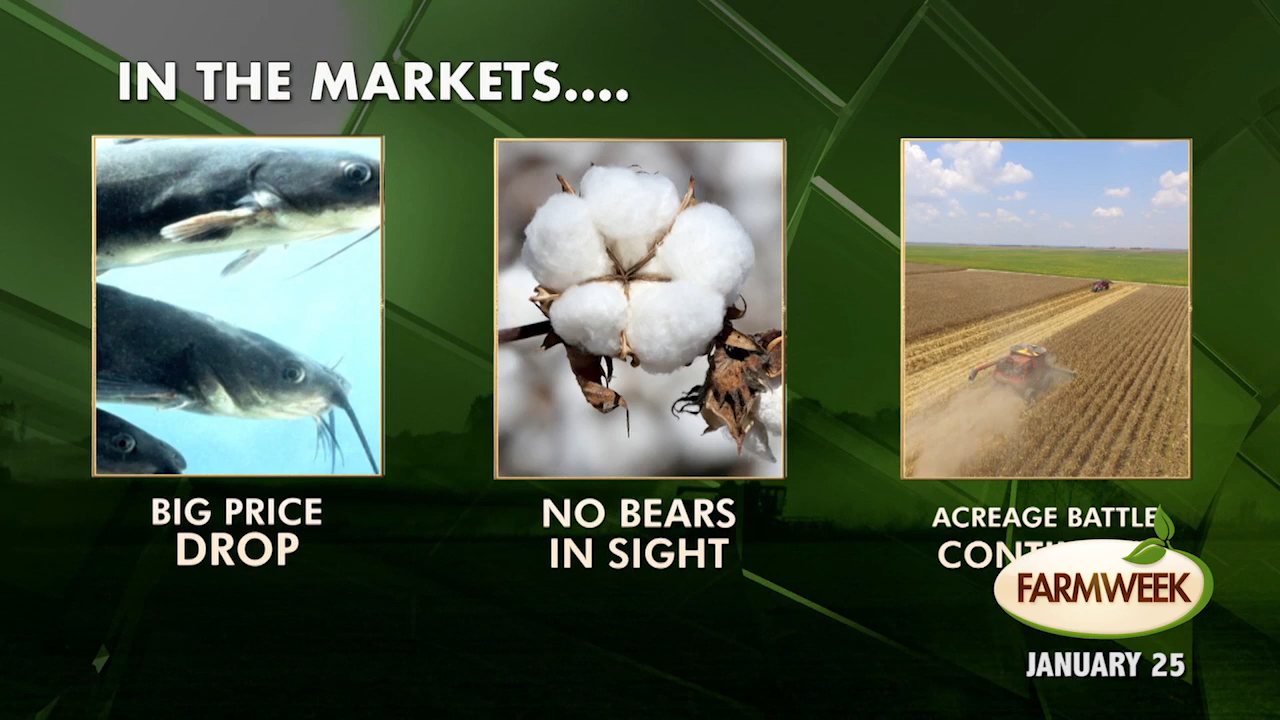 IN THE MARKETS....
BIG PRICE
DROP
NO BEARS
IN SIGHT
ACREAGE BATTLE
FARMWEEK
JANUARY 25